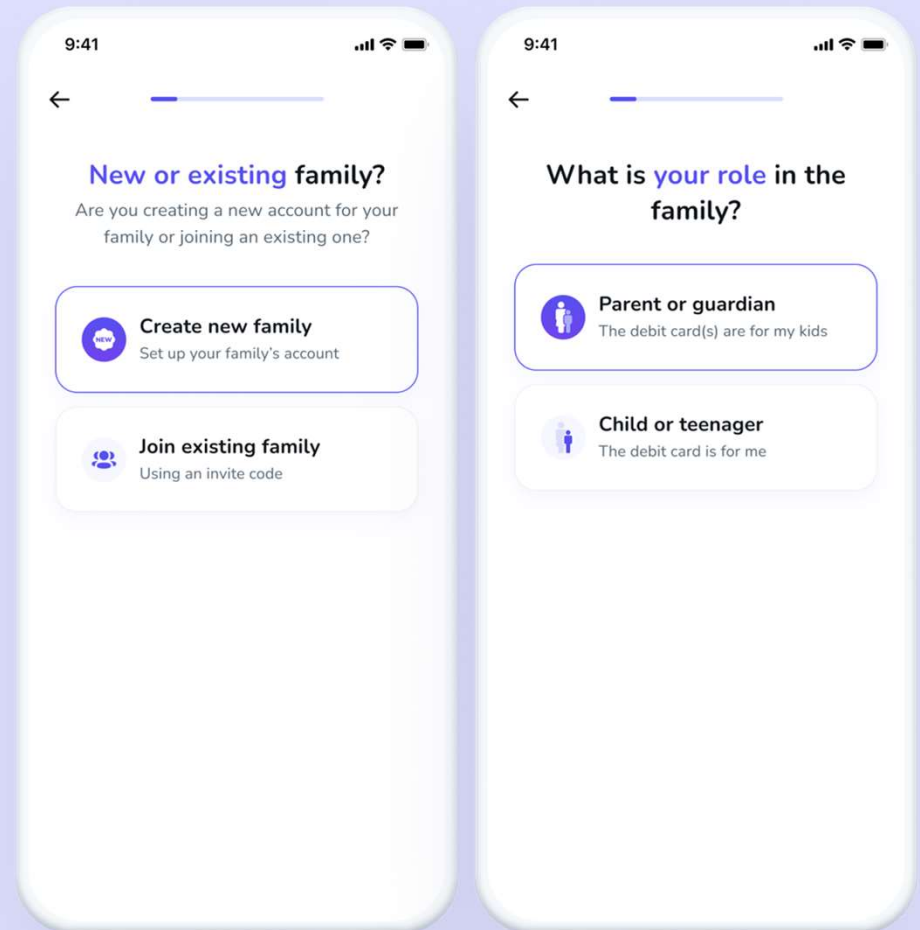 9:41
New or existing family?
Are you creating a new account for your
family or joining an existing one?
NEW
Create new family
Set up your family's account
Join existing family
Using an invite code
9:41
What is your role in the
family?
Parent or guardian
The debit card(s) are for my kids
Child or teenager
The debit card is for me